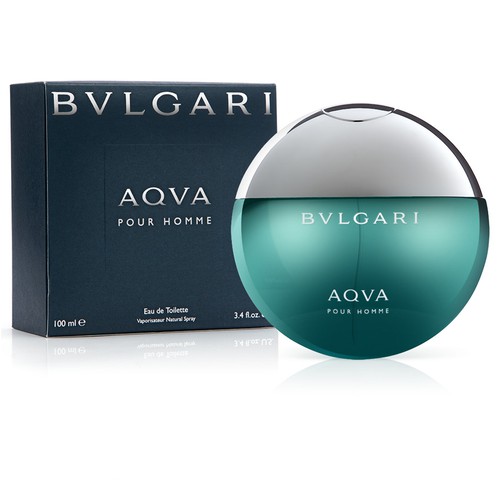 BVLGARI
AQVA
POUR HOMME
Eau de Toilette
Vaporisateur Natural Spray
100 ml ℮
3.4 fl.oz.
BVLGARI
AQVA
POUR HOMME